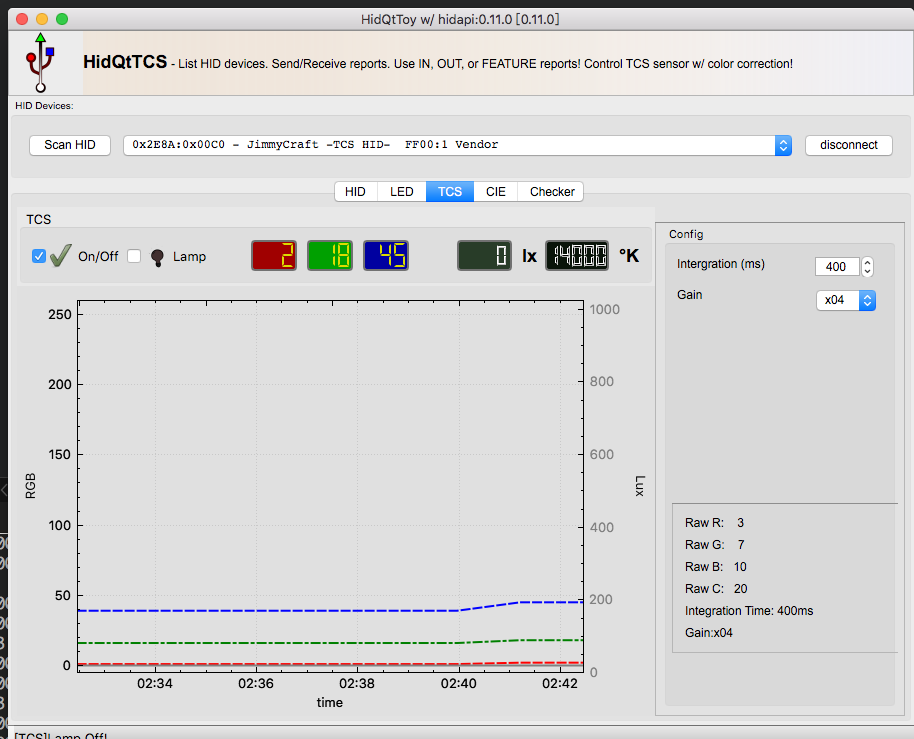 HidQtToy w/ hidapi:0.11.0 [0.11.0]
HidQtTCS - List HID devices. Send/Receive reports. Use IN, OUT, or FEATURE reports! Control TCS sensor w/ color correction!
HID Devices:
Scan HID
0x2E8A:0x00C0 - JimmyCraft -TCS HID-  FF00:1 Vendor
disconnect
HID LED TCS CIE Checker
TCS
On/Off Lamp 2 18 45 0 lx 14000 °K
Config
Intergration (ms) 400
Gain x04
250
200
150
100
50
0
RGB
1000
800
600
400
200
0
Lux
02:34 02:36 02:38 02:40 02:42
time
Raw R: 3
Raw G: 7
Raw B: 10
Raw C: 20
Integration Time: 400ms
Gain:x04
[TCS]Lamp Off!